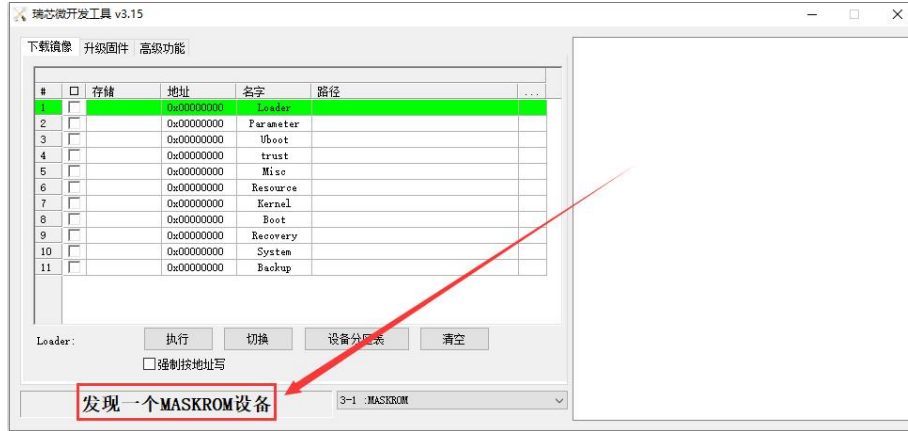 瑞芯微开发工具 v3.15
下载镜像 升级固件 高级功能
# 存储 地址 名字 路径 ...
1 0x00000000 Loader
2 0x00000000 Parameter
3 0x00000000 Uboot
4 0x00000000 trust
5 0x00000000 Misc
6 0x00000000 Resource
7 0x00000000 Kernel
8 0x00000000 Boot
9 0x00000000 Recovery
10 0x00000000 System
11 0x00000000 Backup
Loader: 执行 切换 设备分区表 清空
强制按地址写
发现一个MASKROM设备 3-1 :MASKROM